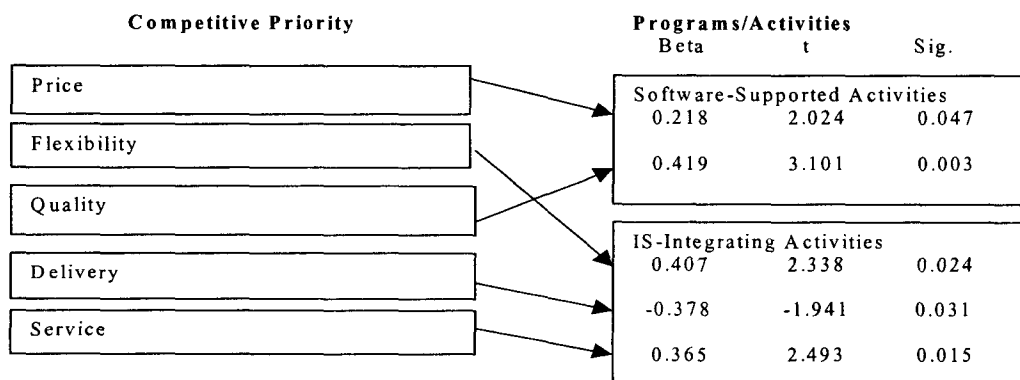 Competitive Priority
Programs/Activities
Beta t Sig.
Price
Flexibility
Quality
Delivery
Service
Software-Supported Activities
0.218 2.024 0.047
0.419 3.101 0.003
IS-Integrating Activities
0.407 2.338 0.024
-0.378 -1.941 0.031
0.365 2.493 0.015